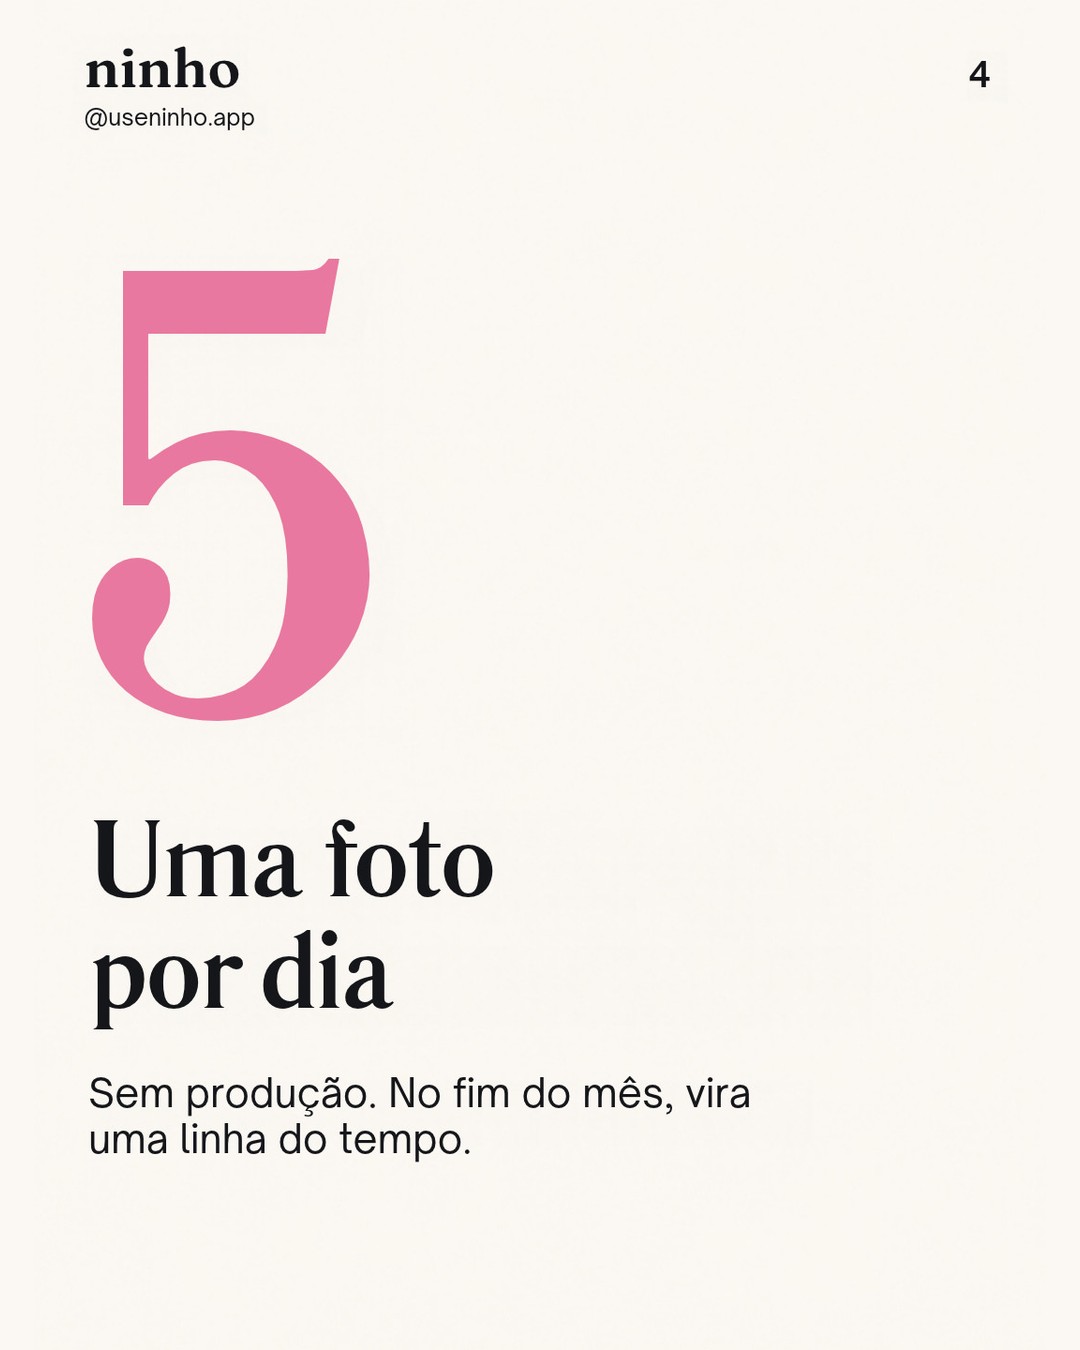 ninho
@useninho.app
4
5
Uma foto
por dia
Sem produção. No fim do mês, vira
uma linha do tempo.